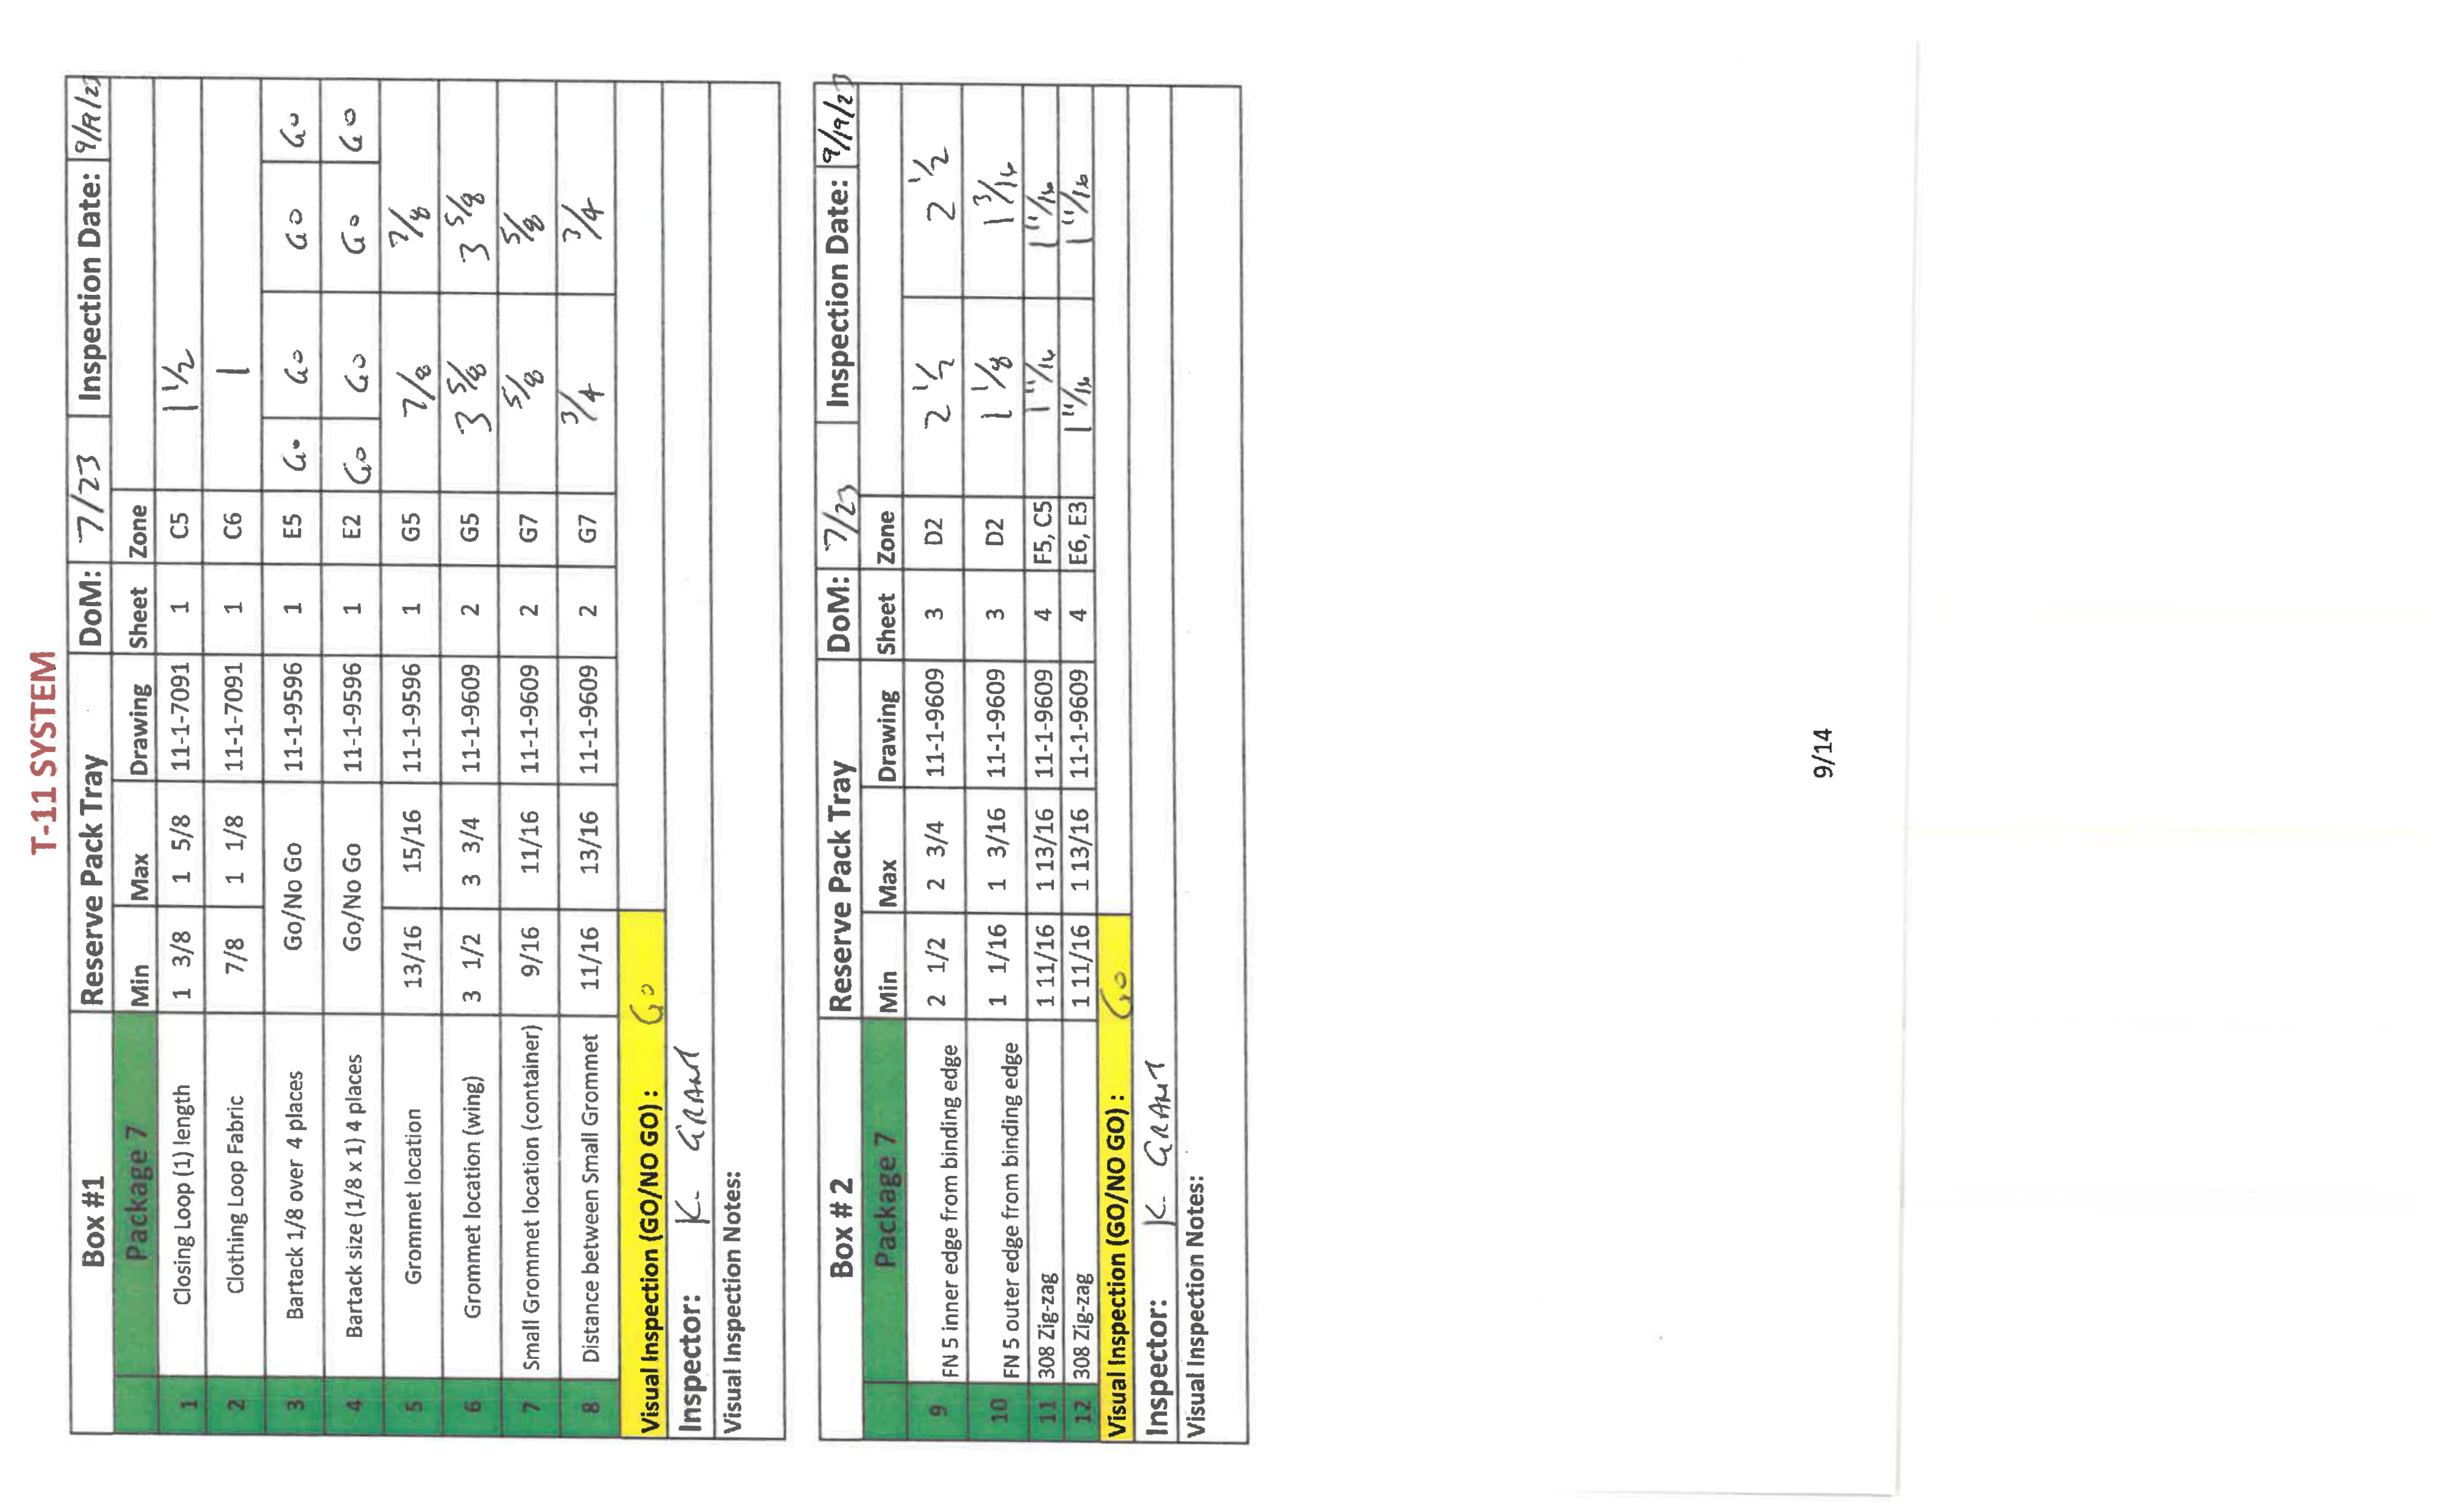 T-11 SYSTEM
Box #1 Reserve Pack Tray DoM: 7/23 Inspection Date: 9/19/23
Package 7 Min Max Drawing Sheet Zone
1 Closing Loop (1) length 1 3/8 1 5/8 11-1-7091 1 C5 1 1/2
2 Clothing Loop Fabric 7/8 1 1/8 11-1-7091 1 C6 1
3 Bartack 1/8 over 4 places Go/No Go 11-1-9596 1 E5 Go Go Go Go
4 Bartack size (1/8 x 1) 4 places Go/No Go 11-1-9596 1 E2 Go Go Go Go
5 Grommet location 13/16 15/16 11-1-9596 1 G5 7/8 7/8
6 Grommet location (wing) 3 1/2 3 3/4 11-1-9609 2 G5 3 5/8 3 5/8
7 Small Grommet location (container) 9/16 11/16 11-1-9609 2 G7 5/8 5/8
8 Distance between Small Grommet 11/16 13/16 11-1-9609 2 G7 3/4 3/4
Visual Inspection (GO/NO GO) : Go
Inspector: K. GRANT
Visual Inspection Notes:
Box # 2 Reserve Pack Tray DoM: 7/23 Inspection Date: 9/19/23
Package 7 Min Max Drawing Sheet Zone
9 FN 5 inner edge from binding edge 2 1/2 2 3/4 11-1-9609 3 D2 2 1/2 2 1/2
10 FN 5 outer edge from binding edge 1 1/16 1 3/16 11-1-9609 3 D2 1 1/8 1 3/16
11 308 Zig-zag 1 11/16 1 13/16 11-1-9609 4 F5, C5 1 11/16 1 11/16
12 308 Zig-zag 1 11/16 1 13/16 11-1-9609 4 E6, E3 1 11/16 1 11/16
Visual Inspection (GO/NO GO) : Go
Inspector: K. GRANT
Visual Inspection Notes:
9/14